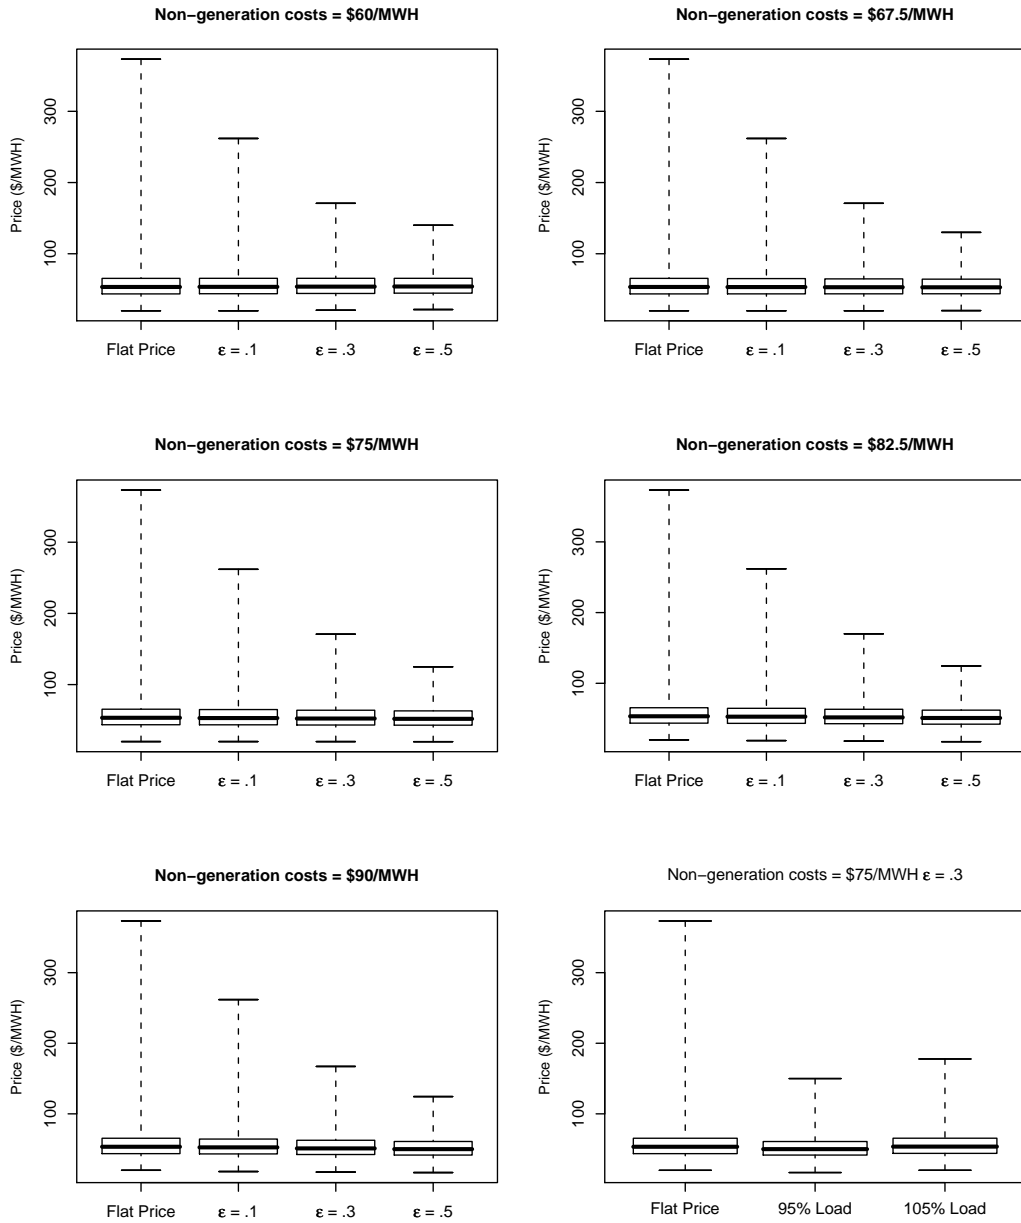 Non−generation costs = $60/MWH
Price ($/MWH)
300
200
100
Flat Price ε = .1 ε = .3 ε = .5
Non−generation costs = $67.5/MWH
Price ($/MWH)
300
200
100
Flat Price ε = .1 ε = .3 ε = .5
Non−generation costs = $75/MWH
Price ($/MWH)
300
200
100
Flat Price ε = .1 ε = .3 ε = .5
Non−generation costs = $82.5/MWH
Price ($/MWH)
300
200
100
Flat Price ε = .1 ε = .3 ε = .5
Non−generation costs = $90/MWH
Price ($/MWH)
300
200
100
Flat Price ε = .1 ε = .3 ε = .5
Non−generation costs = $75/MWH ε = .3
Price ($/MWH)
300
200
100
Flat Price 95% Load 105% Load